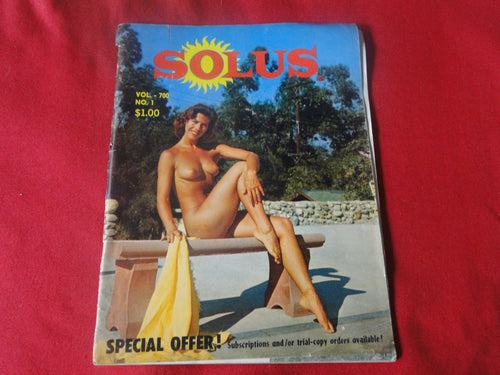 SOLUS
VOL. - 700
NO. 1
$1.00
SPECIAL OFFER! Subscriptions and/or trial-copy orders available!